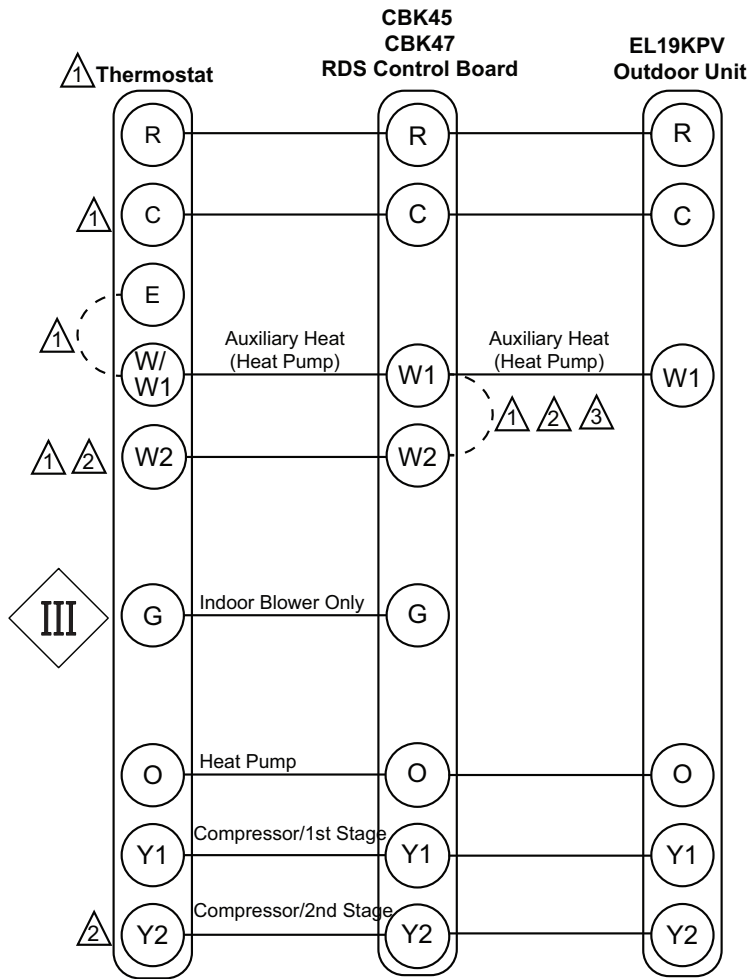 CBK45
CBK47
RDS Control Board
EL19KPV
Outdoor Unit
1 Thermostat
R R R
1 C C C
E
1
Auxiliary Heat
(Heat Pump)
Auxiliary Heat
(Heat Pump)
W/
W1
W1 W1
1 2 3
1 2 W2 W2
III
G Indoor Blower Only G
O Heat Pump O O
Y1 Compressor/1st Stage Y1 Y1
2 Y2 Compressor/2nd Stage Y2 Y2